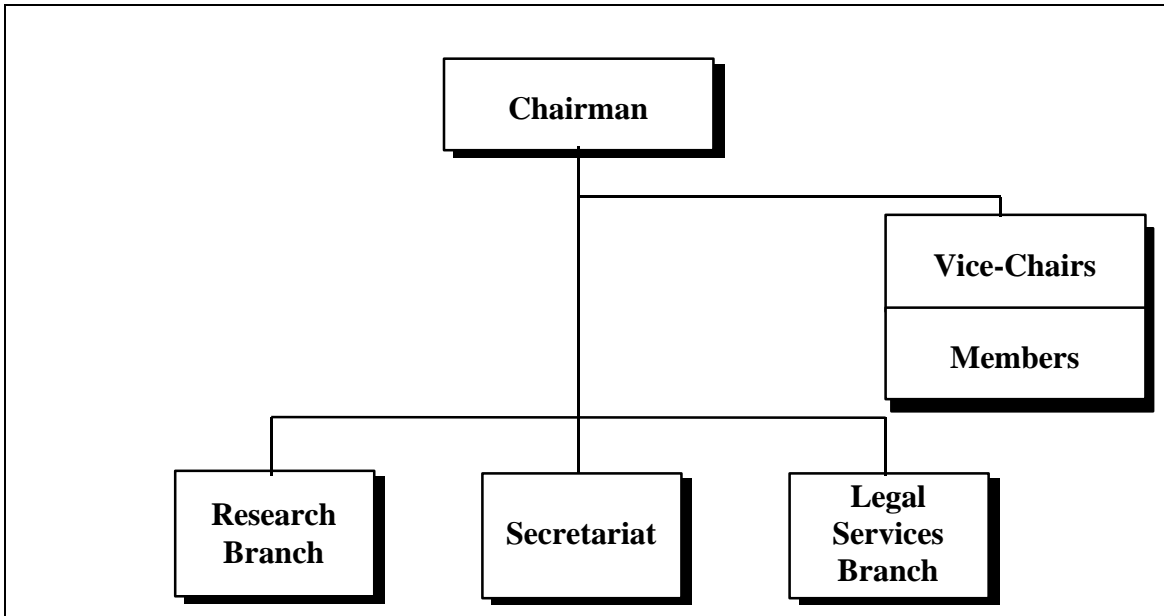 Chairman
Vice-Chairs
Members
Research
Branch
Secretariat
Legal
Services
Branch